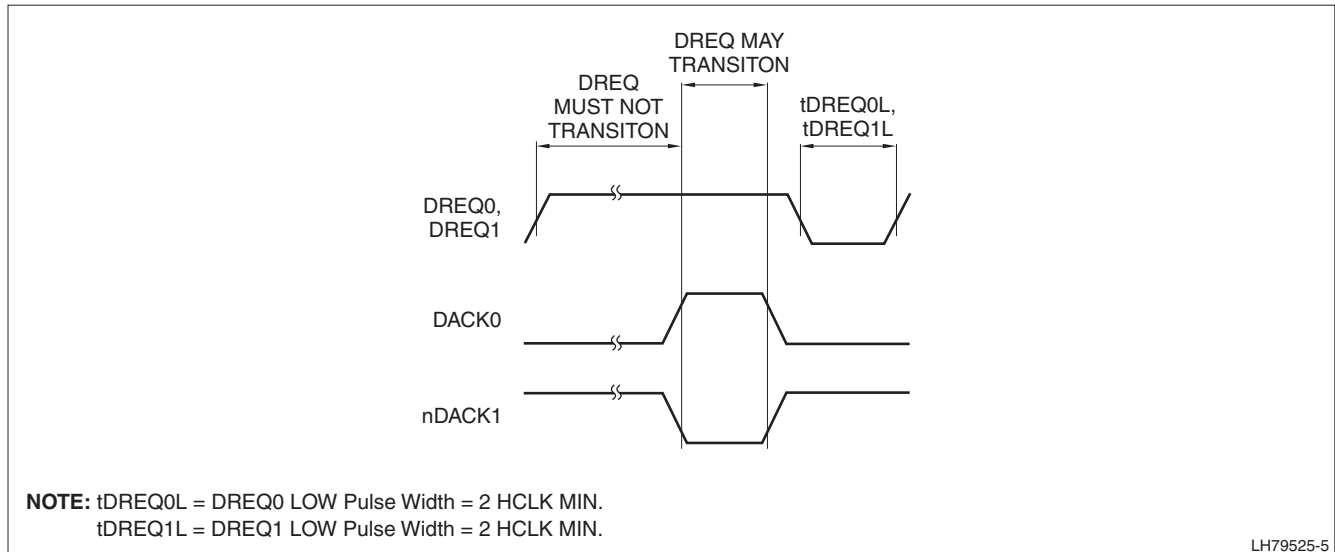 DREQ MAY
TRANSITON
DREQ
MUST NOT
TRANSITON
tDREQ0L,
tDREQ1L
DREQ0,
DREQ1
DACK0
nDACK1
NOTE: tDREQ0L = DREQ0 LOW Pulse Width = 2 HCLK MIN.
tDREQ1L = DREQ1 LOW Pulse Width = 2 HCLK MIN.
LH79525-5